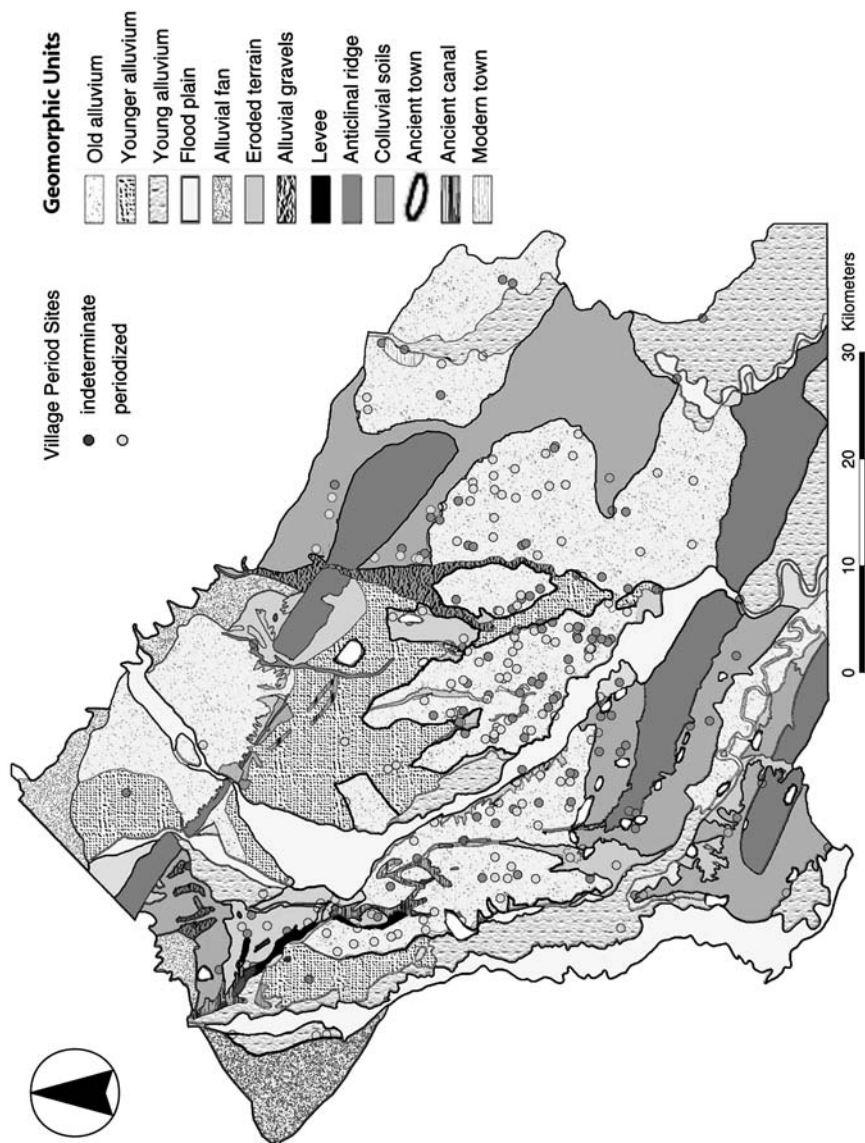 Geomorphic Units
Old alluvium
Younger alluvium
Young alluvium
Flood plain
Alluvial fan
Eroded terrain
Alluvial gravels
Levee
Anticlinal ridge
Colluvial soils
Ancient town
Ancient canal
Modern town
Village Period Sites
indeterminate
periodized
0 10 20 30
Kilometers